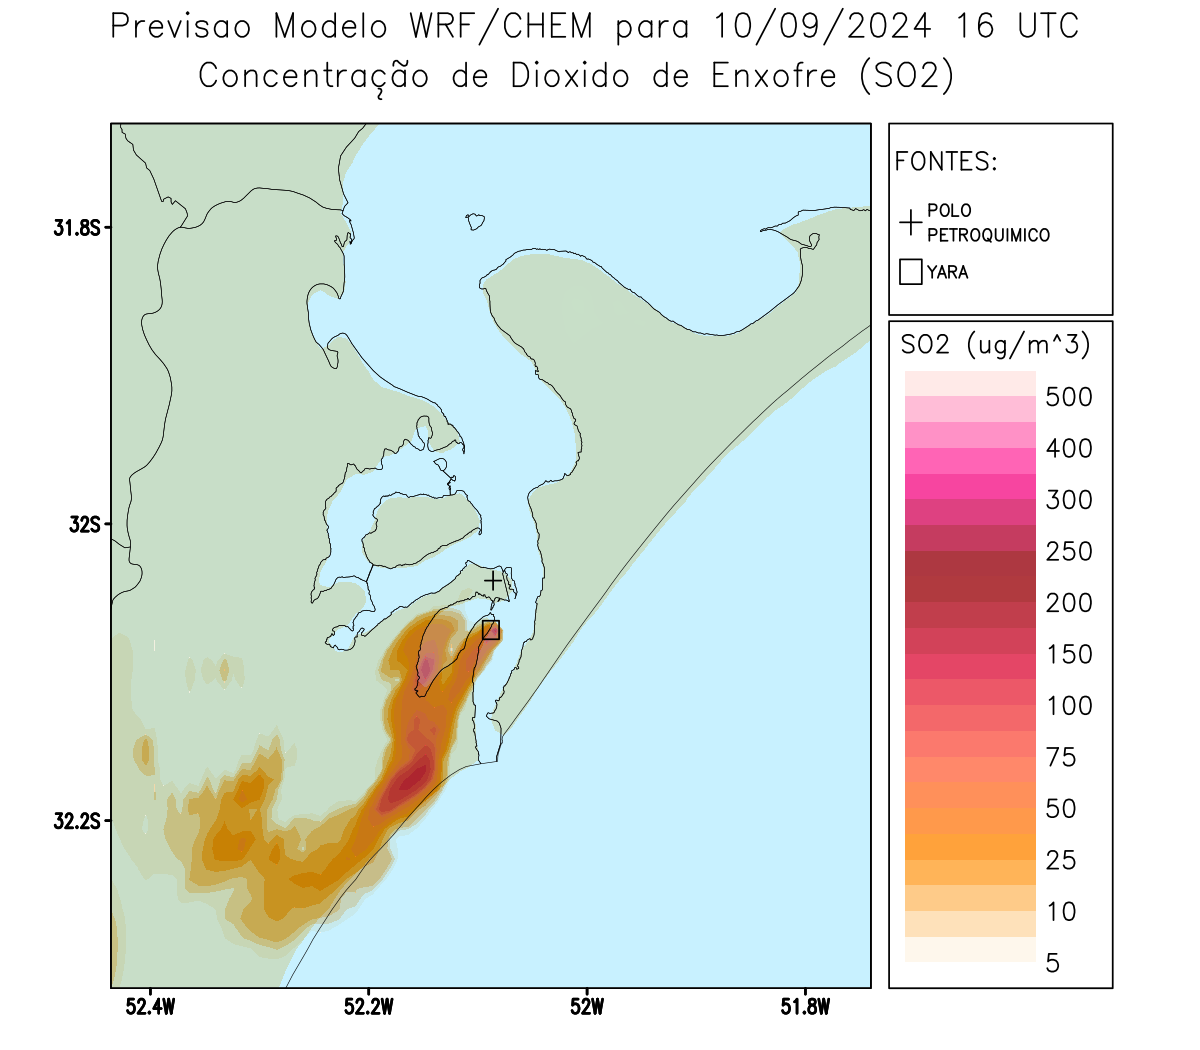 Previsao Modelo WRF/CHEM para 10/09/2024 16 UTC
Concentração de Dioxido de Enxofre (SO2)
FONTES:
POLO
PETROQUIMICO
YARA
31.8S
32S
32.2S
52.4W
52.2W
52W
51.8W
SO2 (ug/m^3)
500
400
300
250
200
150
100
75
50
25
10
5